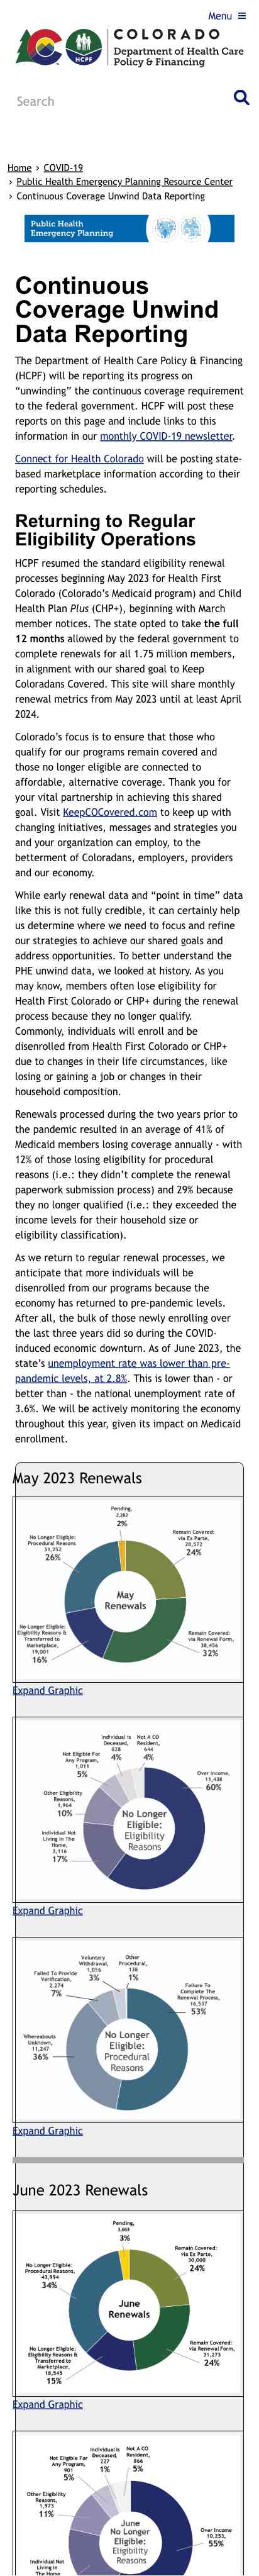 Menu ≡
COLORADO
Department of Health Care
Policy & Financing
HCPF
Search
Home › COVID-19
› Public Health Emergency Planning Resource Center
› Continuous Coverage Unwind Data Reporting
Public Health
Emergency Planning
Continuous
Coverage Unwind
Data Reporting
The Department of Health Care Policy & Financing
(HCPF) will be reporting its progress on
“unwinding” the continuous coverage requirement
to the federal government. HCPF will post these
reports on this page and include links to this
information in our monthly COVID-19 newsletter.
Connect for Health Colorado will be posting state-
based marketplace information according to their
reporting schedules.
Returning to Regular
Eligibility Operations
HCPF resumed the standard eligibility renewal
processes beginning May 2023 for Health First
Colorado (Colorado’s Medicaid program) and Child
Health Plan Plus (CHP+), beginning with March
member notices. The state opted to take the full
12 months allowed by the federal government to
complete renewals for all 1.75 million members,
in alignment with our shared goal to Keep
Coloradans Covered. This site will share monthly
renewal metrics from May 2023 until at least April
2024.
Colorado’s focus is to ensure that those who
qualify for our programs remain covered and
those no longer eligible are connected to
affordable, alternative coverage. Thank you for
your vital partnership in achieving this shared
goal. Visit KeepCOCovered.com to keep up with
changing initiatives, messages and strategies you
and your organization can employ, to the
betterment of Coloradans, employers, providers
and our economy.
While early renewal data and “point in time” data
like this is not fully credible, it can certainly help
us determine where we need to focus and refine
our strategies to achieve our shared goals and
address opportunities. To better understand the
PHE unwind data, we looked at history. As you
may know, members often lose eligibility for
Health First Colorado or CHP+ during the renewal
process because they no longer qualify.
Commonly, individuals will enroll and be
disenrolled from Health First Colorado or CHP+
due to changes in their life circumstances, like
losing or gaining a job or changes in their
household composition.
Renewals processed during the two years prior to
the pandemic resulted in an average of 41% of
Medicaid members losing coverage annually - with
12% of those losing eligibility for procedural
reasons (i.e.: they didn’t complete the renewal
paperwork submission process) and 29% because
they no longer qualified (i.e.: they exceeded the
income levels for their household size or
eligibility classification).
As we return to regular renewal processes, we
anticipate that more individuals will be
disenrolled from our programs because the
economy has returned to pre-pandemic levels.
After all, the bulk of those newly enrolling over
the last three years did so during the COVID-
induced economic downturn. As of June 2023, the
state’s unemployment rate was lower than pre-
pandemic levels, at 2.8%. This is lower than - or
better than - the national unemployment rate of
3.6%. We will be actively monitoring the economy
throughout this year, given its impact on Medicaid
enrollment.
May 2023 Renewals
Pending,
2,282
2%
Remain Covered:
via Ex Parte,
28,572
24%
No Longer Eligible:
Procedural Reasons
31,252
26%
May
Renewals
No Longer Eligible:
Eligibility Reasons &
Transferred to
Marketplace,
19,001
16%
Remain Covered:
via Renewal Form,
38,456
32%
Expand Graphic
Individual Is
Deceased,
828
4%
Not A CO
Resident,
644
4%
Not Eligible For
Any Program,
1,011
5%
Over Income,
11,438
60%
Other Eligibility
Reasons,
1,964
10%
No Longer
Eligible:
Eligibility
Reasons
Individual Not
Living In The
Home,
3,116
17%
Expand Graphic
Voluntary
Withdrawal,
1,056
3%
Other
Procedural,
138
1%
Failed To Provide
Verification,
2,274
7%
Failure To
Complete The
Renewal Process,
16,537
53%
Whereabouts
Unknown,
11,247
36%
No Longer
Eligible:
Procedural
Reasons
Expand Graphic
June 2023 Renewals
Pending,
3,665
3%
Remain Covered:
via Ex Parte,
30,000
24%
No Longer Eligible:
Procedural Reasons,
43,994
34%
June
Renewals
No Longer Eligible:
Eligibility Reasons &
Transferred to
Marketplace,
18,545
15%
Remain Covered:
via Renewal Form,
31,273
24%
Expand Graphic
Individual Is
Deceased,
227
1%
Not A CO
Resident,
866
5%
Not Eligible For
Any Program,
901
5%
Other Eligibility
Reasons,
1,973
11%
Over Income
10,253,
55%
June
No Longer
Eligible:
Eligibility
Reasons
Individual Not
Living In
The Home